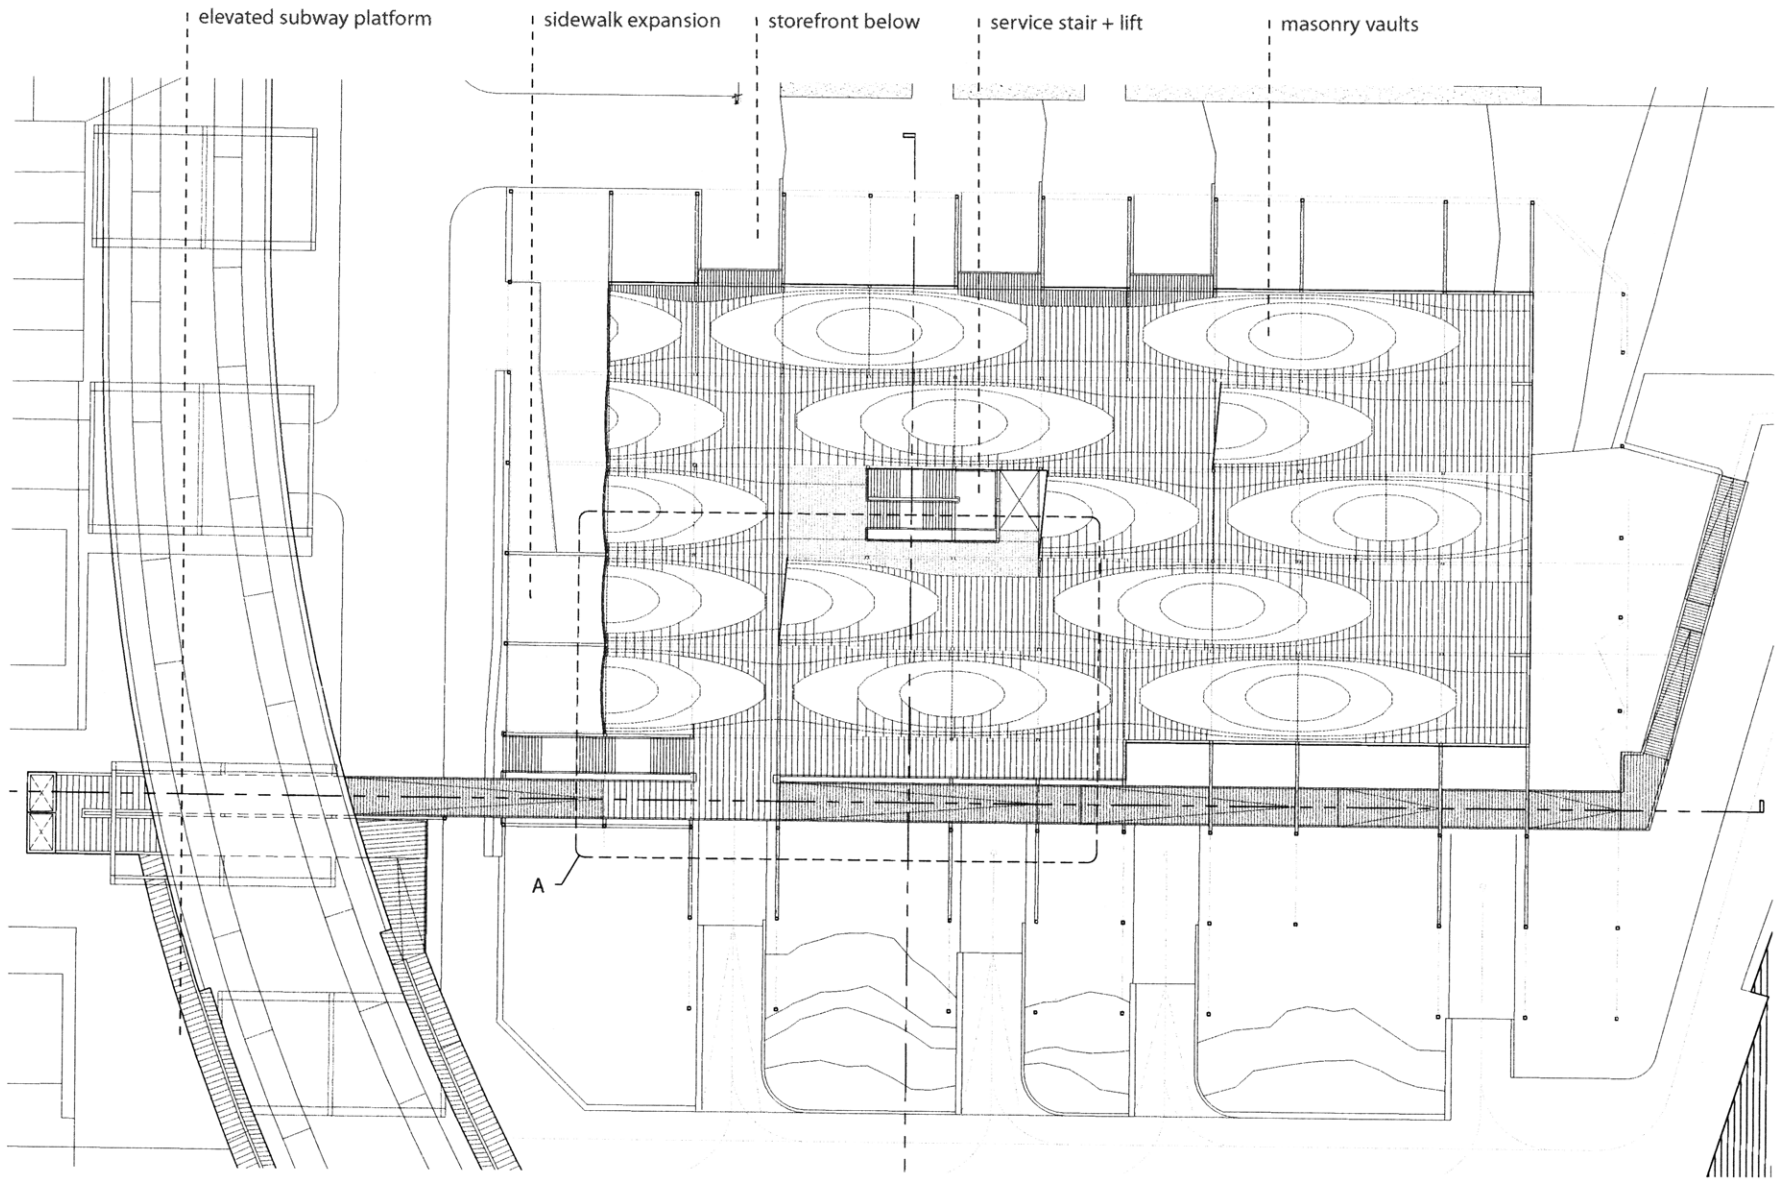 elevated subway platform
sidewalk expansion
storefront below
service stair + lift
masonry vaults
A